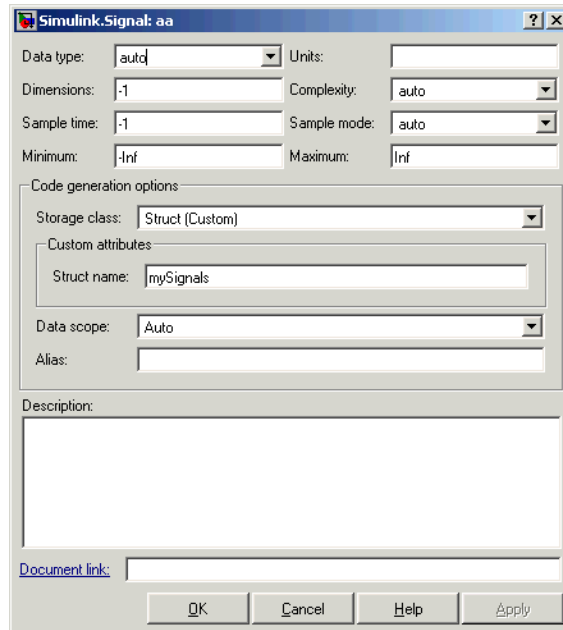 Simulink.Signal: aa
Data type: auto Units:
Dimensions: -1 Complexity: auto
Sample time: -1 Sample mode: auto
Minimum: -Inf Maximum: Inf
Code generation options
Storage class: Struct (Custom)
Custom attributes
Struct name: mySignals
Data scope: Auto
Alias:
Description:
Document link:
OK Cancel Help Apply